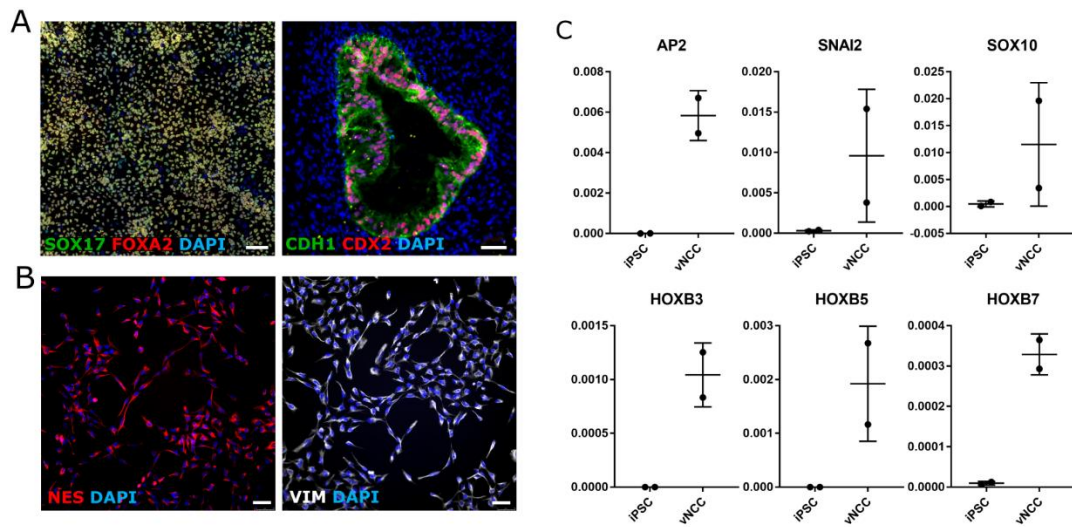 A
SOX17 FOXA2 DAPI
CDH1 CDX2 DAPI
B
NES DAPI
VIM DAPI
C
AP2
0.008
0.006
0.004
0.002
0.000
iPSC
vNCC
SNAI2
0.020
0.015
0.010
0.005
0.000
iPSC
vNCC
SOX10
0.025
0.020
0.015
0.010
0.005
0.000
-0.005
iPSC
vNCC
HOXB3
0.0015
0.0010
0.0005
0.0000
iPSC
vNCC
HOXB5
0.003
0.002
0.001
0.000
iPSC
vNCC
HOXB7
0.0004
0.0003
0.0002
0.0001
0.0000
iPSC
vNCC